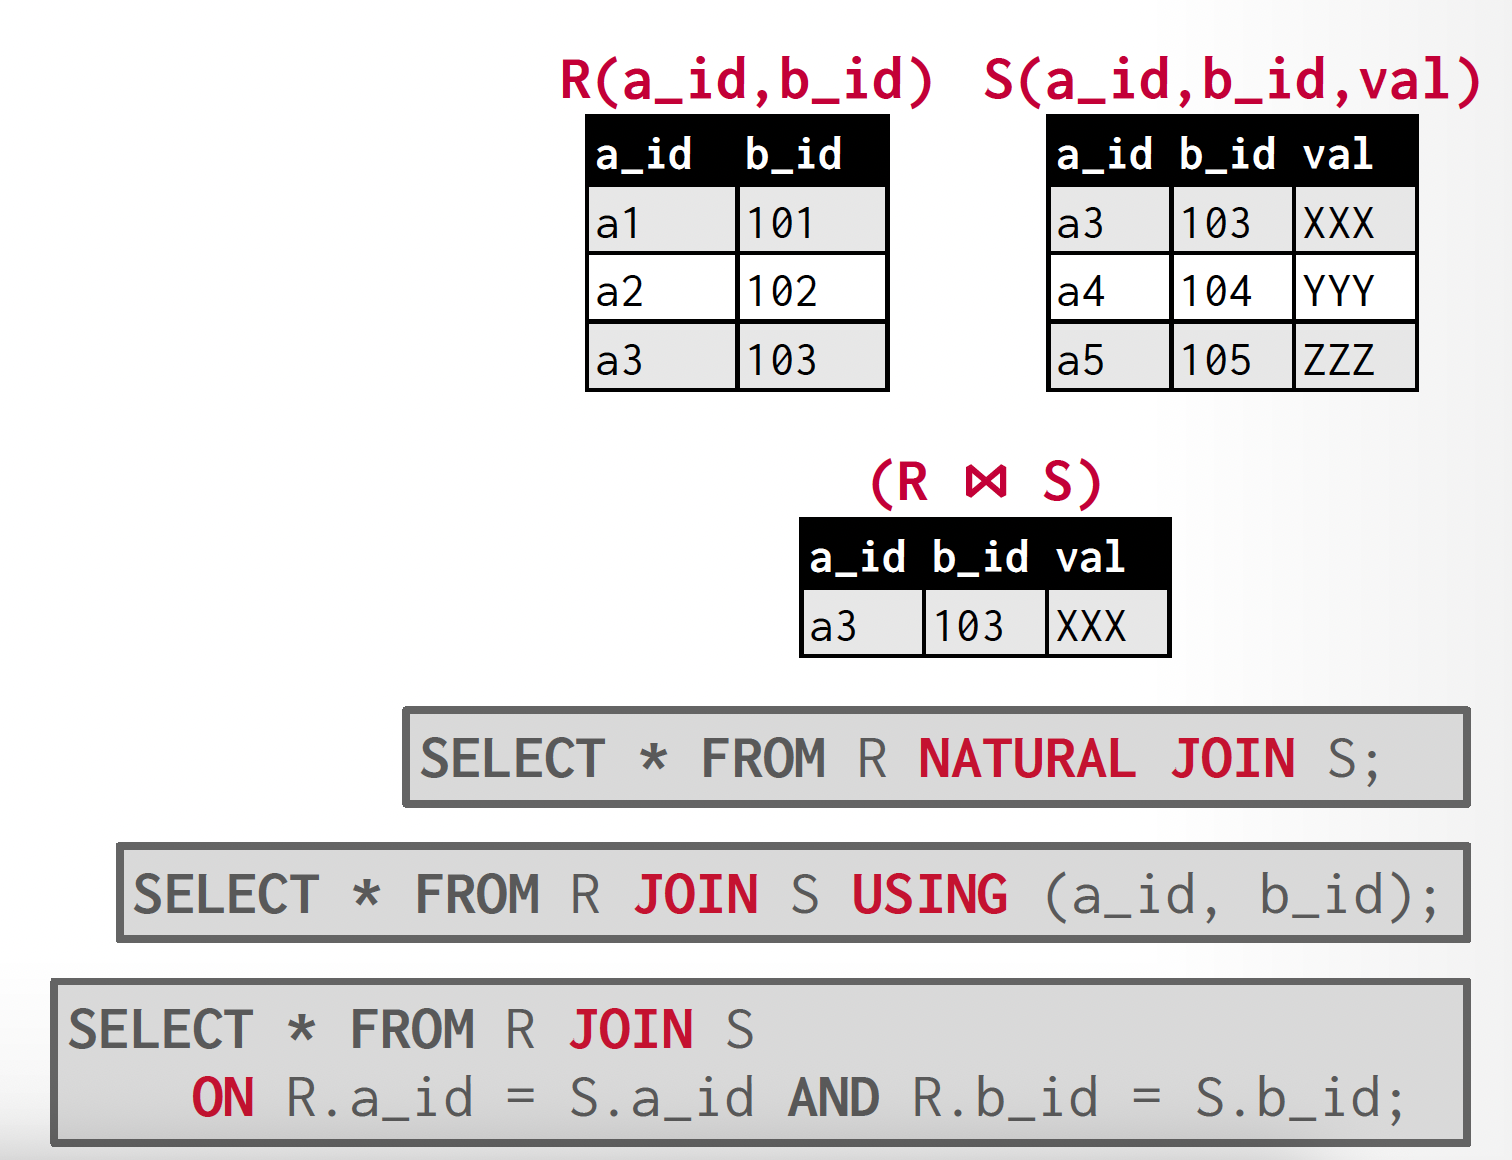 R(a_id,b_id) S(a_id,b_id,val)
a_id b_id a_id b_id val
a1 101 a3 103 XXX
a2 102 a4 104 YYY
a3 103 a5 105 ZZZ
(R ⋈ S)
a_id b_id val
a3 103 XXX
SELECT * FROM R NATURAL JOIN S;
SELECT * FROM R JOIN S USING (a_id, b_id);
SELECT * FROM R JOIN S
ON R.a_id = S.a_id AND R.b_id = S.b_id;